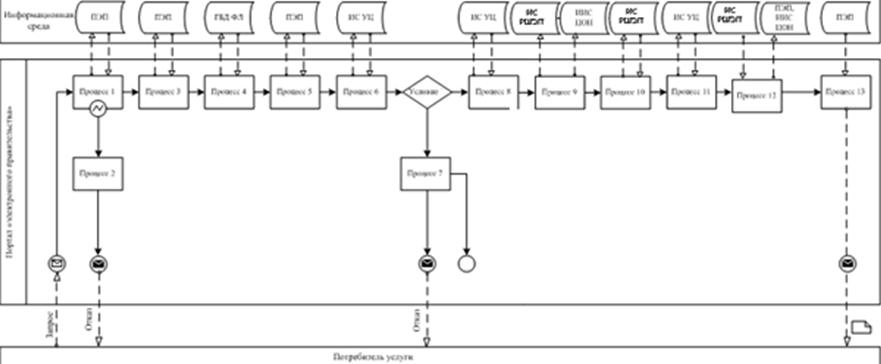 Информационная
среда
ПЭП
ПЭП
ГБД ФЛ
ПЭП
ИС УЦ
ИС УЦ
ИИС
ЦОН
ИС УЦ
ПЭП,
ИИС
ЦОН
ПЭП
Портал «электронного правительства»
Процесс 1
Процесс 3
Процесс 4
Процесс 5
Процесс 6
Условие
Процесс 8
Процесс 9
Процесс 10
Процесс 11
Процесс 12
Процесс 13
Процесс 2
Процесс 7
Запрос
Отказ
Отказ
Потребитель услуги